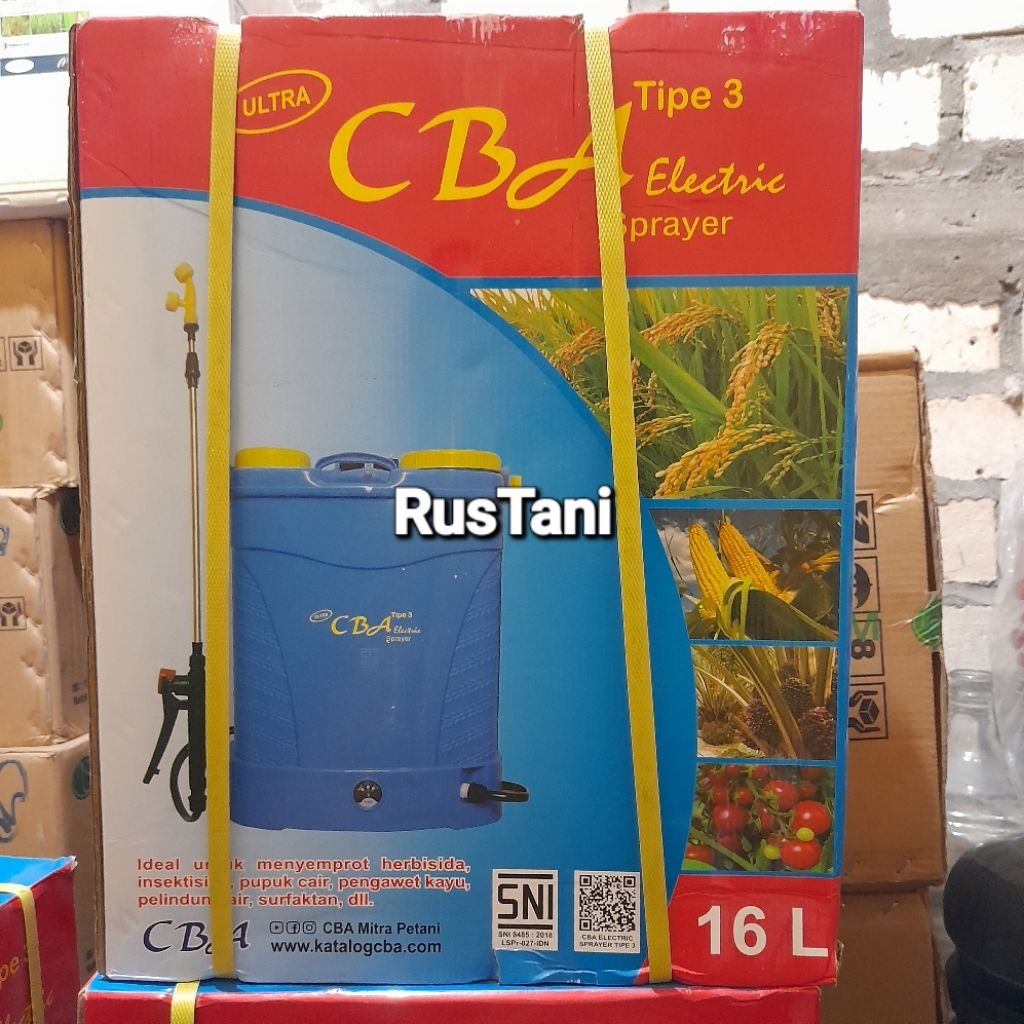 ULTRA
CBA
Tipe 3
Electric
Sprayer
RusTani
ULTRA
CBA
Tipe 3
Electric
Sprayer
Ideal untuk menyemprot herbisida,
insektisida, pupuk cair, pengawet kayu,
pelindung air, surfaktan, dll.
CBA
CBA Mitra Petani
www.katalogcba.com
SNI
SNI 8485 : 2018
LSPr-027-IDN
CBA ELECTRIC
SPRAYER TIPE 3
16 L